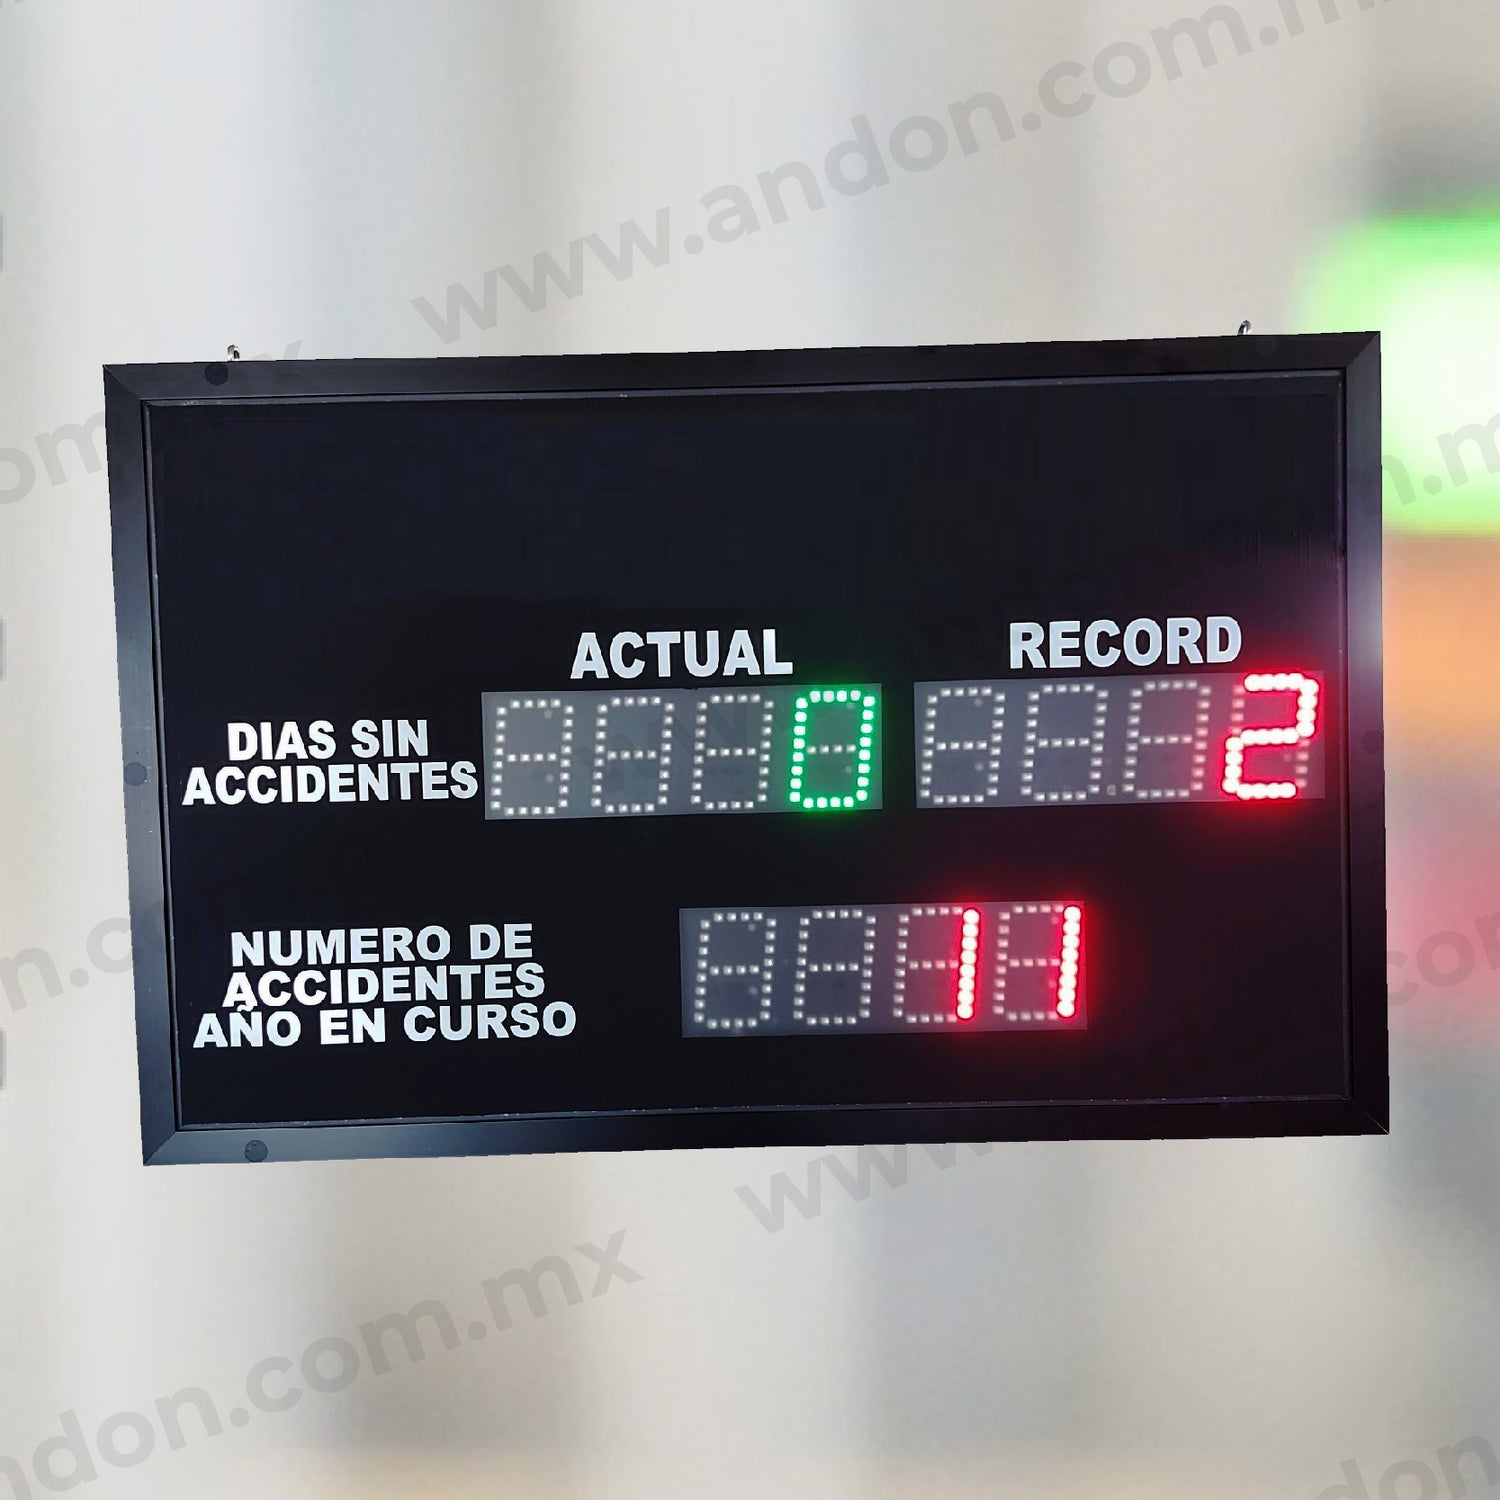 www.andon.com.mx
ACTUAL RECORD
DIAS SIN
ACCIDENTES
0 2
NUMERO DE
ACCIDENTES
AÑO EN CURSO
11
www.andon.com.mx